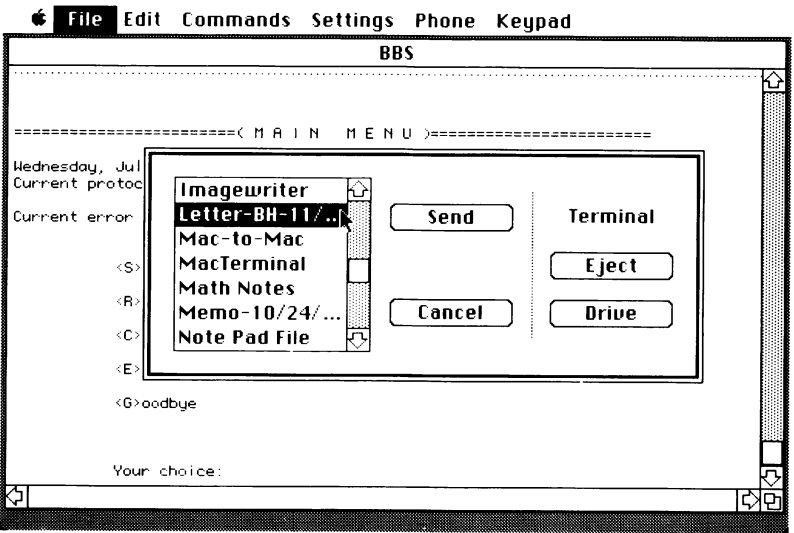 File Edit Commands Settings Phone Keypad
BBS
=======================( M A I N   M E N U )=======================
Wednesday, Jul
Current protoc
Current error
Imagewriter
Letter-BH-11/..
Mac-to-Mac
MacTerminal
Math Notes
Memo-10/24/...
Note Pad File
Send
Cancel
Terminal
Eject
Drive
<S>
<R>
<C>
<E>
<G>oodbye
Your choice: